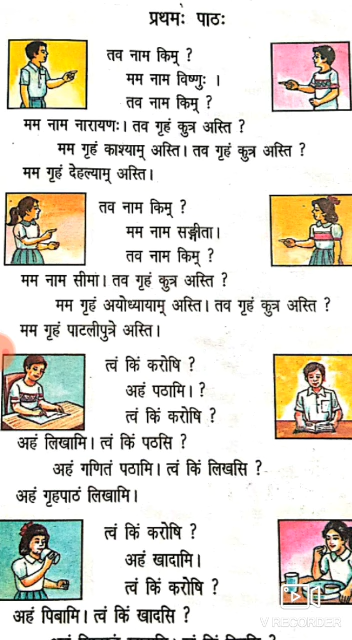 प्रथमः पाठः
तव नाम किम् ?
मम नाम विष्णुः ।
तव नाम किम् ?
मम नाम नारायणः। तव गृहं कुत्र अस्ति ?
मम गृहं काश्याम् अस्ति। तव गृहं कुत्र अस्ति ?
मम गृहं देहल्याम् अस्ति।
तव नाम किम् ?
मम नाम सङ्गीता।
तव नाम किम् ?
मम नाम सीमा। तव गृहं कुत्र अस्ति ?
मम गृहं अयोध्यायाम् अस्ति। तव गृहं कुत्र अस्ति ?
मम गृहं पाटलीपुत्रे अस्ति।
त्वं किं करोषि ?
अहं पठामि। ?
त्वं किं करोषि ?
अहं लिखामि। त्वं किं पठसि ?
अहं गणितं पठामि। त्वं किं लिखसि ?
अहं गृहपाठं लिखामि।
त्वं किं करोषि ?
अहं खादामि।
त्वं किं करोषि ?
अहं पिबामि। त्वं किं खादसि ?
V RECORDER